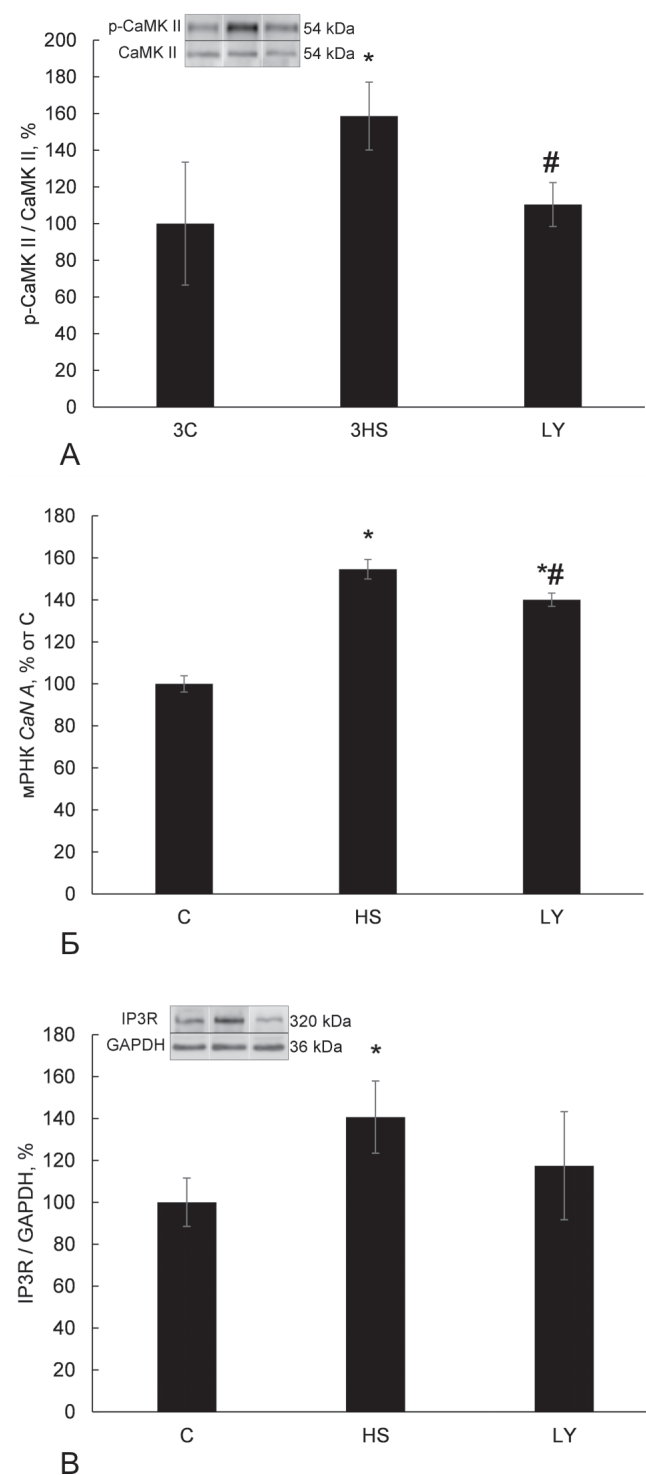 p-CaMK II 54 kDa
CaMK II 54 kDa
p-CaMK II / CaMK II, %
200
180
160
140
120
100
80
60
40
20
0
*
#
3C 3HS LY
А
мРНК CaN A, % от C
180
160
140
120
100
80
60
40
20
0
*
*#
C HS LY
Б
IP3R 320 kDa
GAPDH 36 kDa
IP3R / GAPDH, %
180
160
140
120
100
80
60
40
20
0
*
C HS LY
В